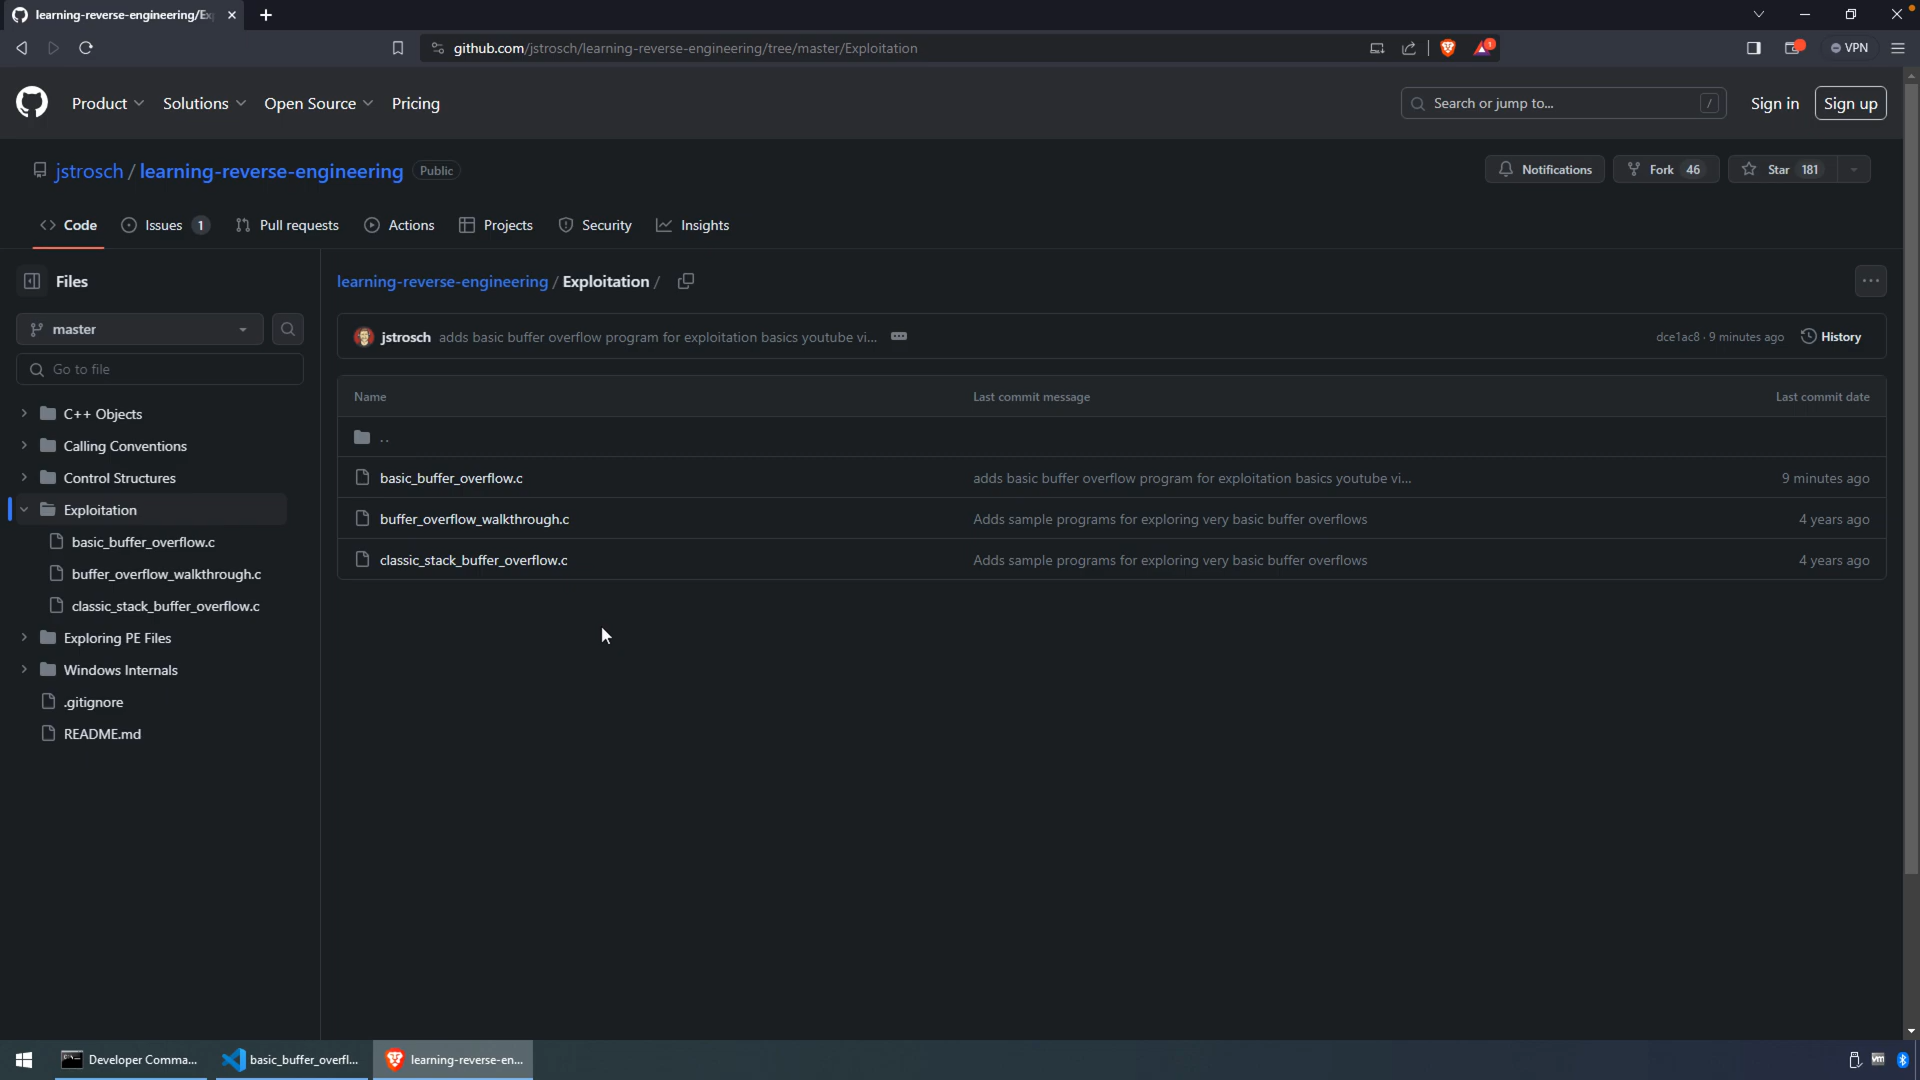 learning-reverse-engineering/Ex
github.com/jstrosch/learning-reverse-engineering/tree/master/Exploitation
1
VPN
Product
Solutions
Open Source
Pricing
Search or jump to...
/
Sign in
Sign up
jstrosch / learning-reverse-engineering
Public
Notifications
Fork 46
Star 181
Code
Issues 1
Pull requests
Actions
Projects
Security
Insights
Files
master
Go to file
C++ Objects
Calling Conventions
Control Structures
Exploitation
basic_buffer_overflow.c
buffer_overflow_walkthrough.c
classic_stack_buffer_overflow.c
Exploring PE Files
Windows Internals
.gitignore
README.md
learning-reverse-engineering / Exploitation /
jstrosch adds basic buffer overflow program for exploitation basics youtube vi...
dce1ac8 · 9 minutes ago
History
Name Last commit message Last commit date
..
basic_buffer_overflow.c adds basic buffer overflow program for exploitation basics youtube vi... 9 minutes ago
buffer_overflow_walkthrough.c Adds sample programs for exploring very basic buffer overflows 4 years ago
classic_stack_buffer_overflow.c Adds sample programs for exploring very basic buffer overflows 4 years ago
Developer Comma...
basic_buffer_overfl...
learning-reverse-en...
vm